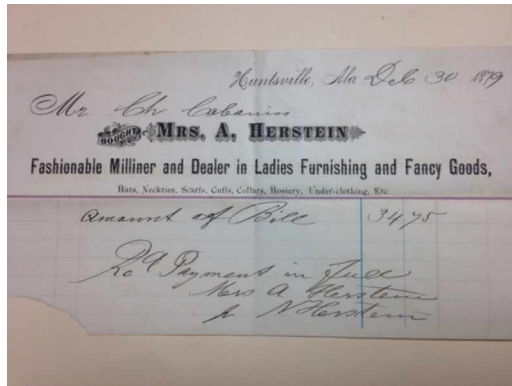 Huntsville, Ala Dec 30 1879
Mr Ch Cabaniss
BOUGHT OF MRS. A. HERSTEIN
Fashionable Milliner and Dealer in Ladies Furnishing and Fancy Goods,
Hats, Neckties, Scarfs, Cuffs, Collars, Hosiery, Under-clothing, Etc.
Amount of Bill 34 75
Recd Payment in Full
Mrs A Herstein
N Herstein